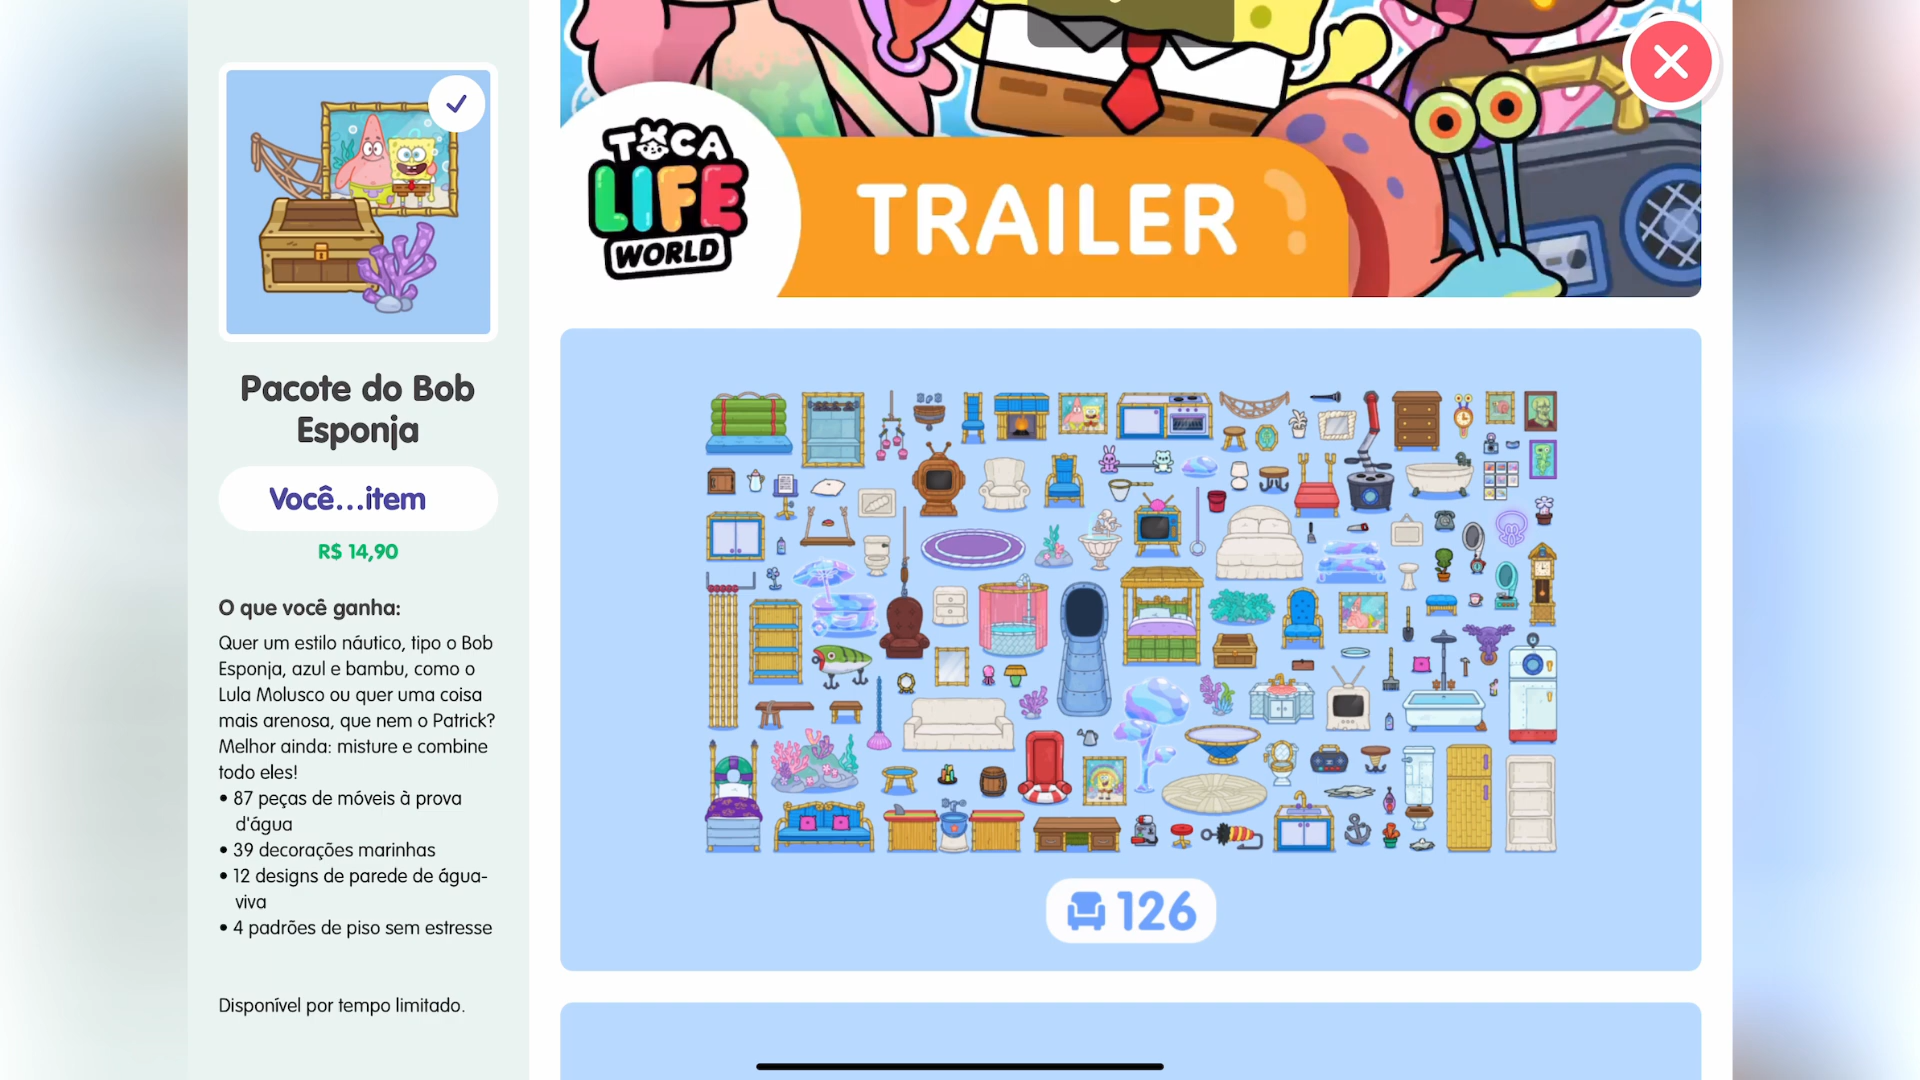 Pacote do Bob
Esponja
Você...item
R$ 14,90
O que você ganha:
Quer um estilo náutico, tipo o Bob
Esponja, azul e bambu, como o
Lula Molusco ou quer uma coisa
mais arenosa, que nem o Patrick?
Melhor ainda: misture e combine
todo eles!
• 87 peças de móveis à prova
d'água
• 39 decorações marinhas
• 12 designs de parede de água-
viva
• 4 padrões de piso sem estresse
Disponível por tempo limitado.
TOCA
LIFE
WORLD
TRAILER
126